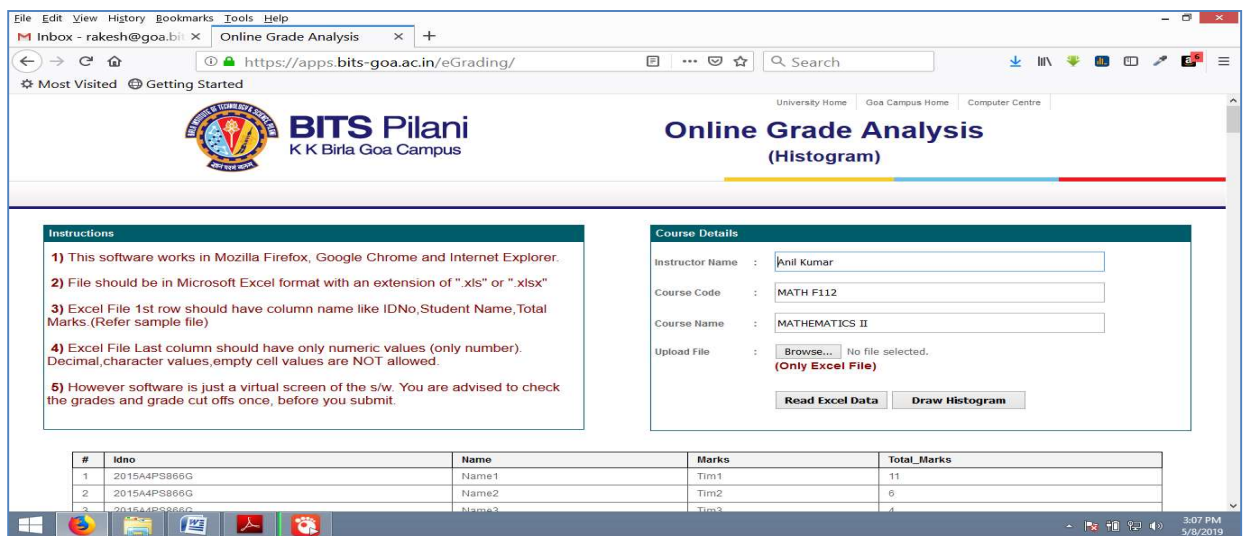 File Edit View History Bookmarks Tools Help
Inbox - rakesh@goa.bit Online Grade Analysis
https://apps.bits-goa.ac.in/eGrading/ Search
Most Visited Getting Started
University Home Goa Campus Home Computer Centre
BITS Pilani
K K Birla Goa Campus
Online Grade Analysis
(Histogram)
Instructions
1) This software works in Mozilla Firefox, Google Chrome and Internet Explorer.
2) File should be in Microsoft Excel format with an extension of ".xls" or ".xlsx"
3) Excel File 1st row should have column name like IDNo,Student Name,Total
Marks.(Refer sample file)
4) Excel File Last column should have only numeric values (only number).
Decimal,character values,empty cell values are NOT allowed.
5) However software is just a virtual screen of the s/w. You are advised to check
the grades and grade cut offs once, before you submit.
Course Details
Instructor Name : Anil Kumar
Course Code : MATH F112
Course Name : MATHEMATICS II
Upload File : Browse... No file selected.
(Only Excel File)
Read Excel Data Draw Histogram
# Idno Name Marks Total_Marks
1 2015A4PS866G Name1 Tim1 11
2 2015A4PS866G Name2 Tim2 6
3 2015A4PS866G Name3 Tim3 4
3:07 PM
5/8/2019